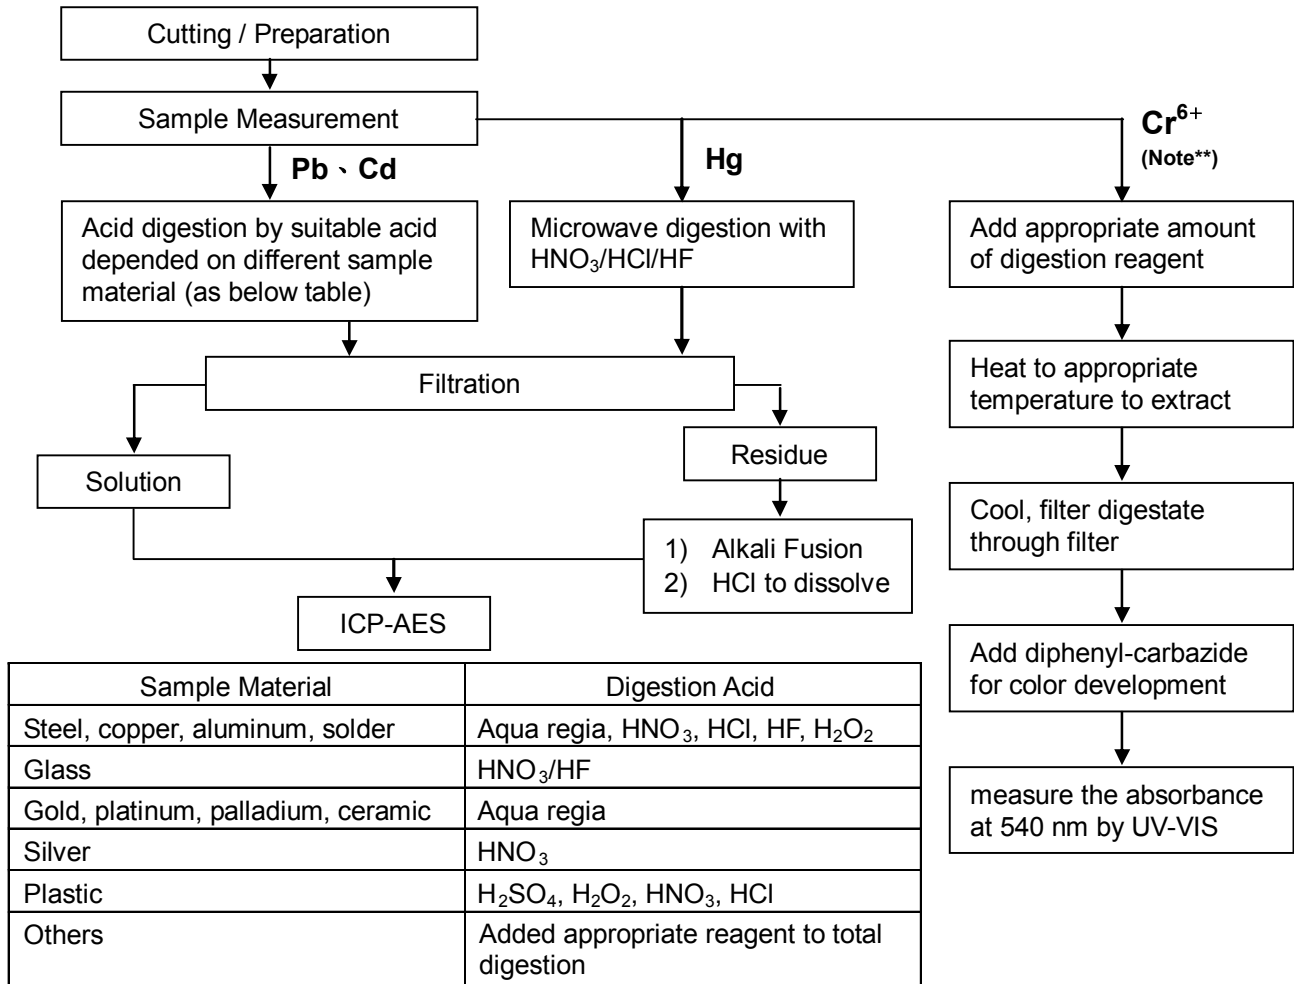 Cutting / Preparation
Sample Measurement
Pb、Cd
Hg
Cr⁶⁺
(Note**)
Acid digestion by suitable acid
depended on different sample
material (as below table)
Microwave digestion with
HNO₃/HCl/HF
Add appropriate amount
of digestion reagent
Filtration
Heat to appropriate
temperature to extract
Solution
Residue
Cool, filter digestate
through filter
1) Alkali Fusion
2) HCl to dissolve
ICP-AES
Add diphenyl-carbazide
for color development
measure the absorbance
at 540 nm by UV-VIS
Sample Material Digestion Acid
Steel, copper, aluminum, solder Aqua regia, HNO₃, HCl, HF, H₂O₂
Glass HNO₃/HF
Gold, platinum, palladium, ceramic Aqua regia
Silver HNO₃
Plastic H₂SO₄, H₂O₂, HNO₃, HCl
Others Added appropriate reagent to total
digestion